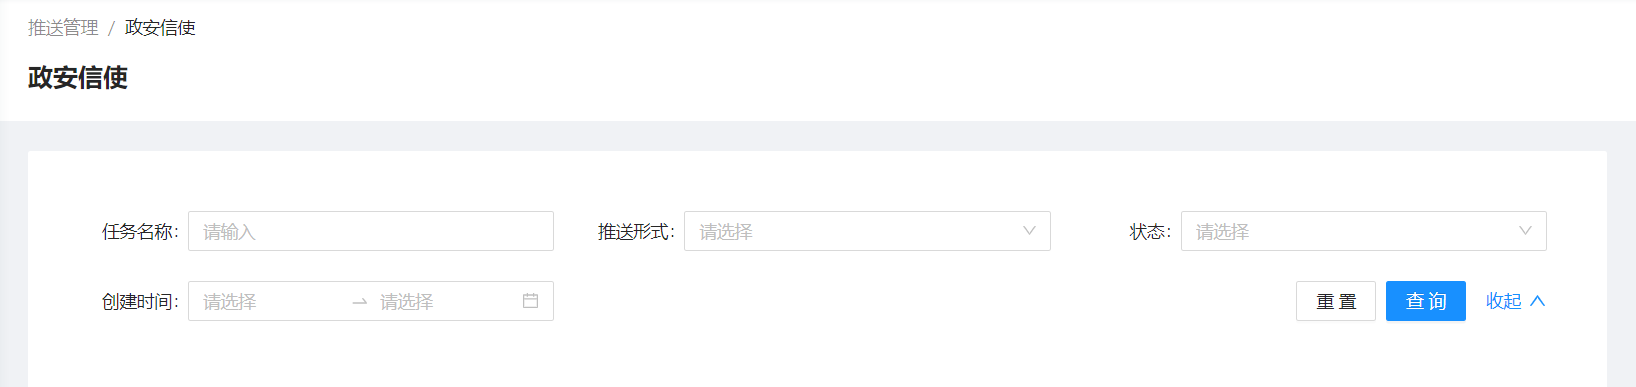 推送管理 / 政安信使
政安信使
任务名称: 请输入 推送形式: 请选择 状态: 请选择
创建时间: 请选择 → 请选择 重置 查询 收起